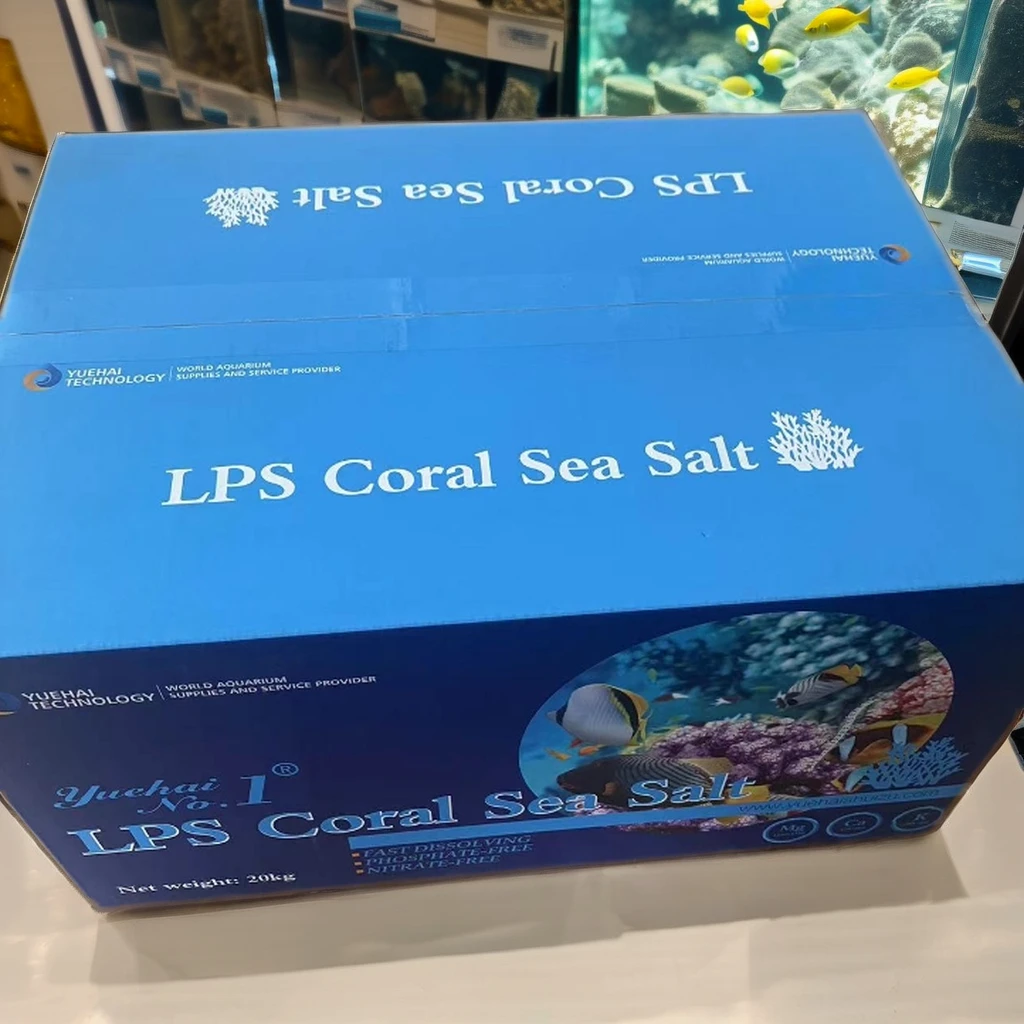 LPS Coral Sea Salt
YUEHAI
TECHNOLOGY
WORLD AQUARIUM
SUPPLIES AND SERVICE PROVIDER
YUEHAI
TECHNOLOGY
WORLD AQUARIUM
SUPPLIES AND SERVICE PROVIDER
LPS Coral Sea Salt
YUEHAI
TECHNOLOGY
WORLD AQUARIUM
SUPPLIES AND SERVICE PROVIDER
Yuehai
No.1®
LPS Coral Sea Salt
FAST DISSOLVING
PHOSPHATE-FREE
NITRATE-FREE
Mg
Ca
K
Net weight: 20kg